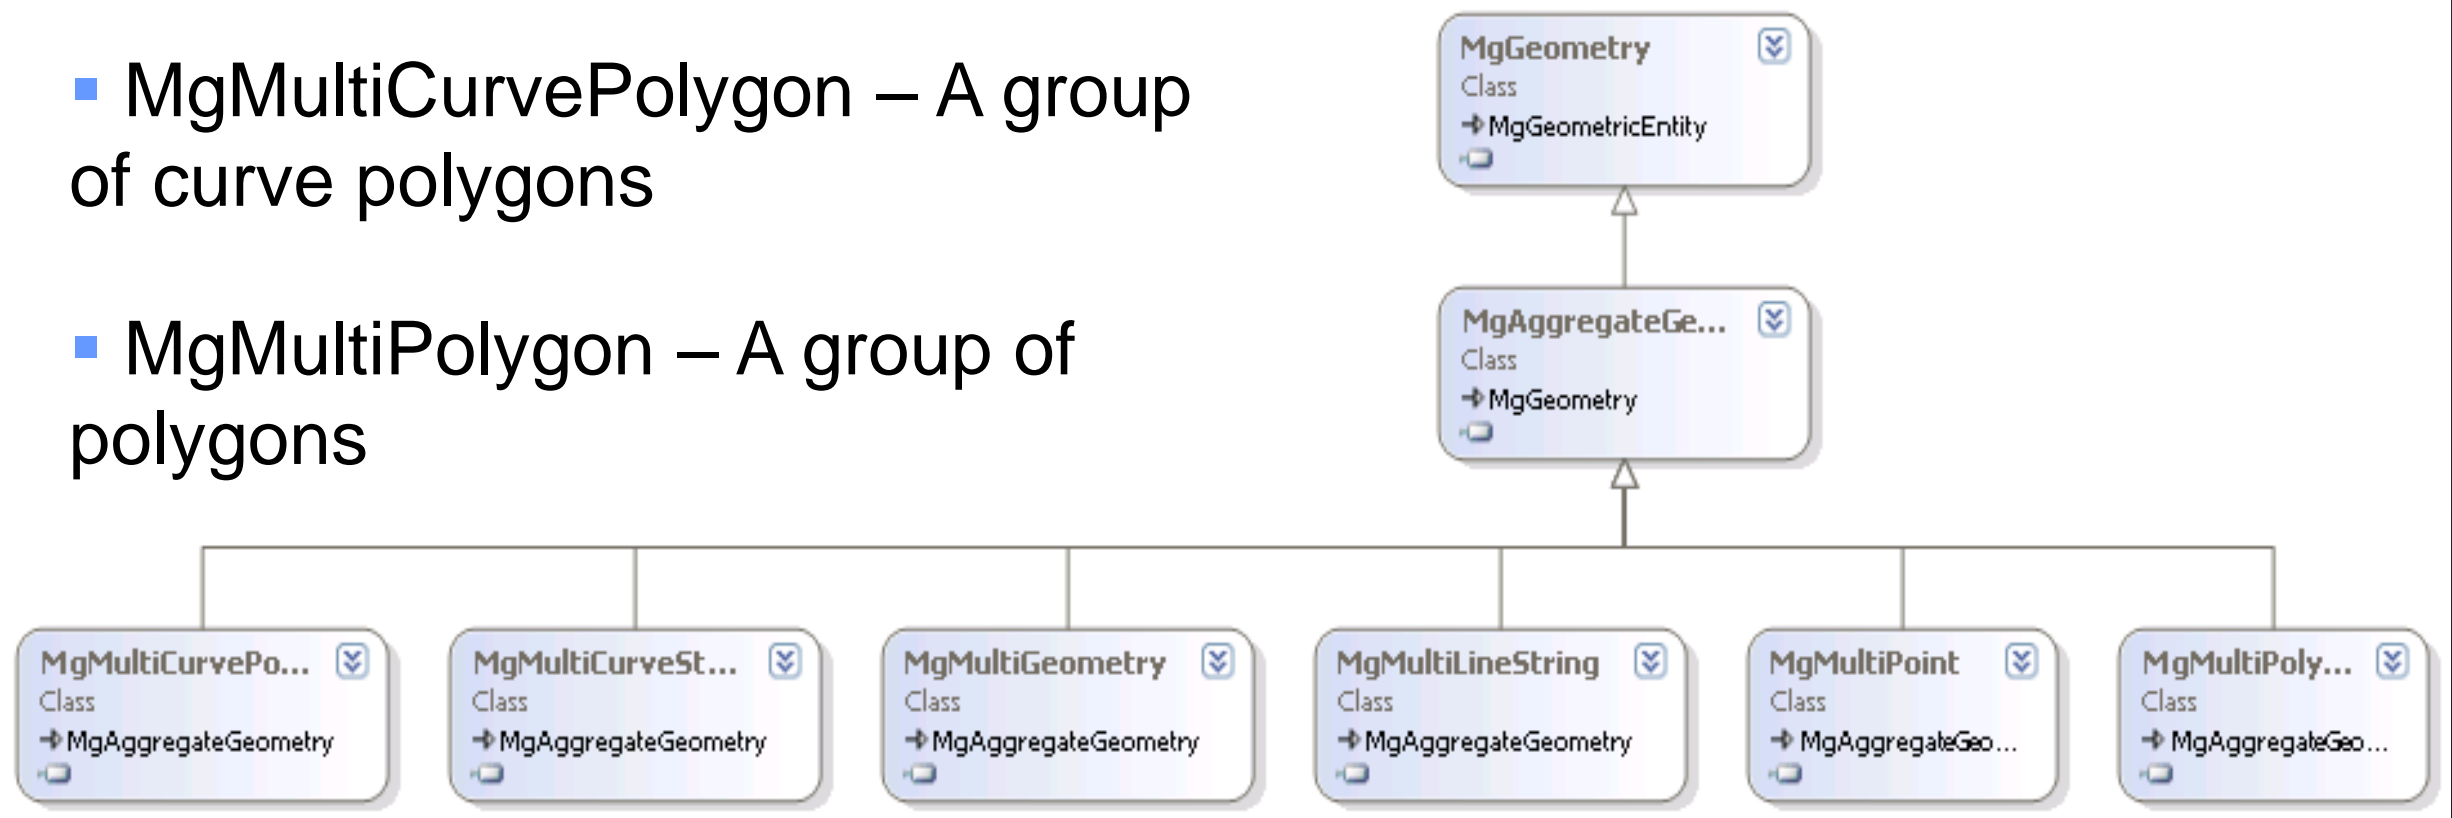 ▪ MgMultiCurvePolygon – A group
of curve polygons
▪ MgMultiPolygon – A group of
polygons
MgGeometry
Class
MgGeometricEntity
MgAggregateGe...
Class
MgGeometry
MgMultiCurvePo...
Class
MgAggregateGeometry
MgMultiCurveSt...
Class
MgAggregateGeometry
MgMultiGeometry
Class
MgAggregateGeometry
MgMultiLineString
Class
MgAggregateGeometry
MgMultiPoint
Class
MgAggregateGeo...
MgMultiPoly...
Class
MgAggregateGeo...